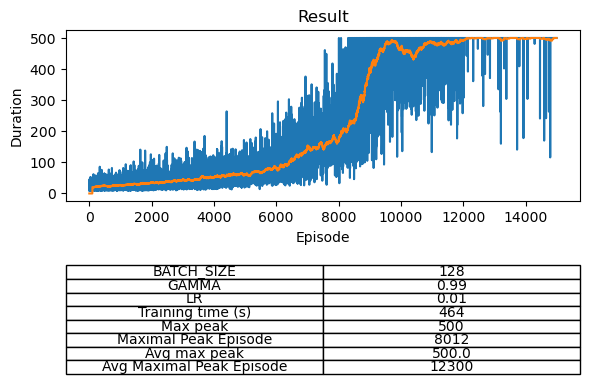 Result
500
400
300
200
100
0
Duration
0 2000 4000 6000 8000 10000 12000 14000
Episode
BATCH_SIZE 128
GAMMA 0.99
LR 0.01
Training time (s) 464
Max peak 500
Maximal Peak Episode 8012
Avg max peak 500.0
Avg Maximal Peak Episode 12300